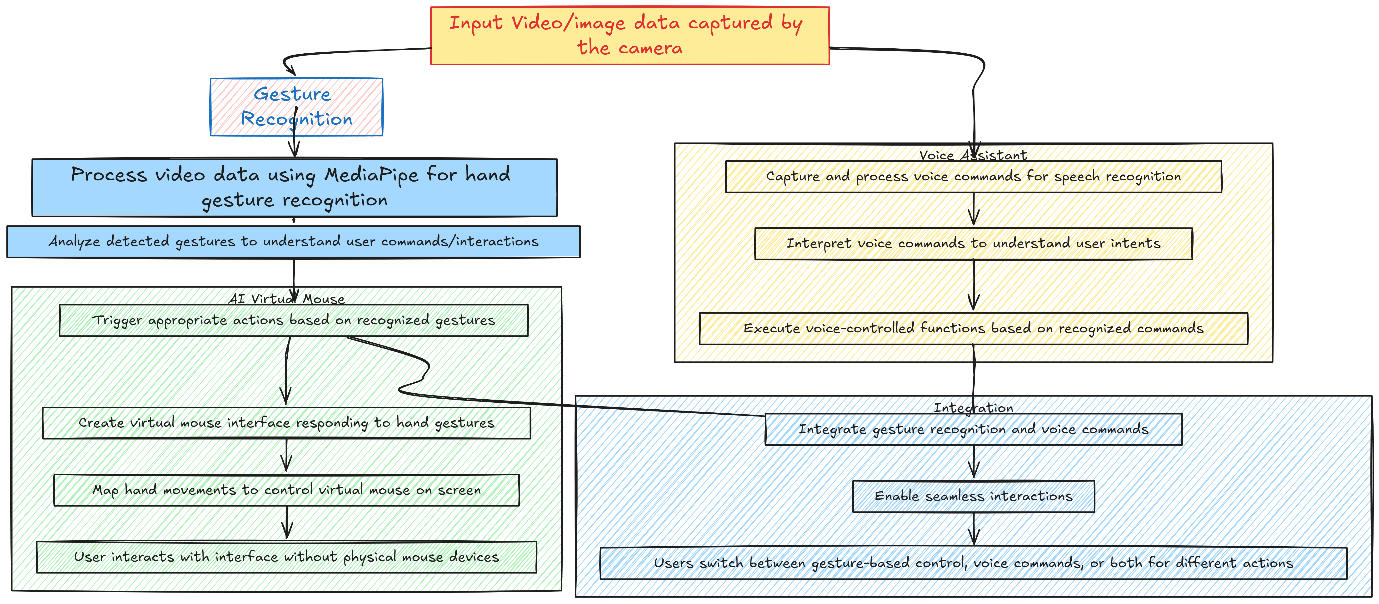 Input Video/image data captured by
the camera
Gesture
Recognition
Process video data using MediaPipe for hand
gesture recognition
Analyze detected gestures to understand user commands/interactions
AI Virtual Mouse
Trigger appropriate actions based on recognized gestures
Create virtual mouse interface responding to hand gestures
Map hand movements to control virtual mouse on screen
User interacts with interface without physical mouse devices
Voice Assistant
Capture and process voice commands for speech recognition
Interpret voice commands to understand user intents
Execute voice-controlled functions based on recognized commands
Integration
Integrate gesture recognition and voice commands
Enable seamless interactions
Users switch between gesture-based control, voice commands, or both for different actions